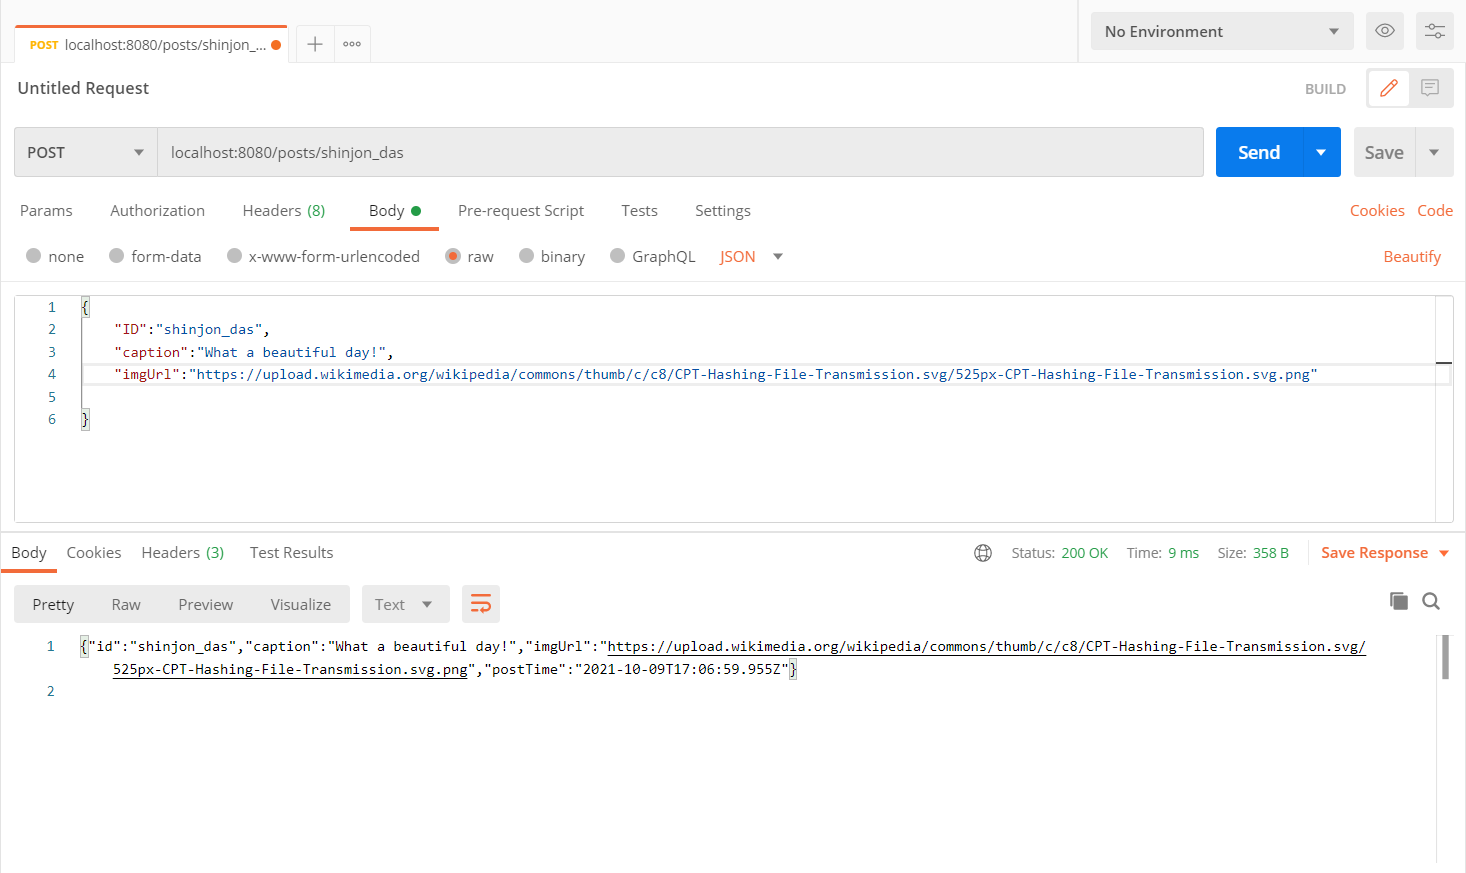 POST localhost:8080/posts/shinjon_...
No Environment
Untitled Request
BUILD
POST
localhost:8080/posts/shinjon_das
Send
Save
Params Authorization Headers (8) Body Pre-request Script Tests Settings Cookies Code
none form-data x-www-form-urlencoded raw binary GraphQL JSON Beautify
1 {
2 "ID":"shinjon_das",
3 "caption":"What a beautiful day!",
4 "imgUrl":"https://upload.wikimedia.org/wikipedia/commons/thumb/c/c8/CPT-Hashing-File-Transmission.svg/525px-CPT-Hashing-File-Transmission.svg.png"
5
6 }
Body Cookies Headers (3) Test Results Status: 200 OK Time: 9 ms Size: 358 B Save Response
Pretty Raw Preview Visualize Text
1 {"id":"shinjon_das","caption":"What a beautiful day!","imgUrl":"https://upload.wikimedia.org/wikipedia/commons/thumb/c/c8/CPT-Hashing-File-Transmission.svg/
525px-CPT-Hashing-File-Transmission.svg.png","postTime":"2021-10-09T17:06:59.955Z"}
2